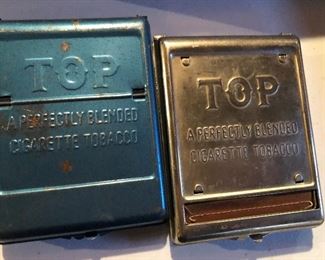 TOP
A PERFECTLY BLENDED
CIGARETTE TOBACCO
TOP
A PERFECTLY BLENDED
CIGARETTE TOBACCO